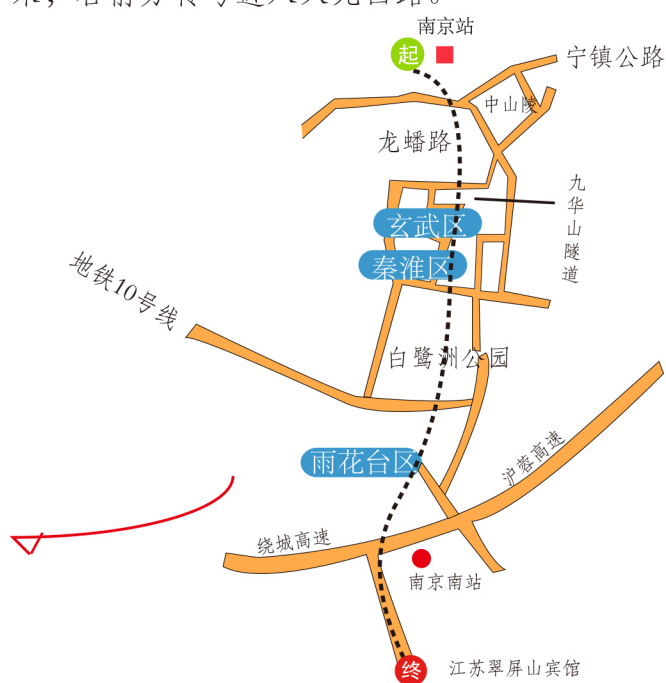 南京站
起
宁镇公路
中山陵
龙蟠路
九华山隧道
玄武区
秦淮区
地铁10号线
白鹭洲公园
雨花台区
沪蓉高速
绕城高速
南京南站
终
江苏翠屏山宾馆